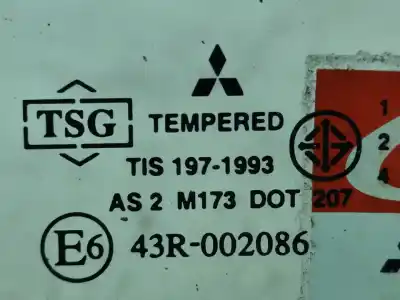 TSG TEMPERED
TIS 197-1993
AS 2 M173 DOT 207
E6 43R-002086
1
2
4